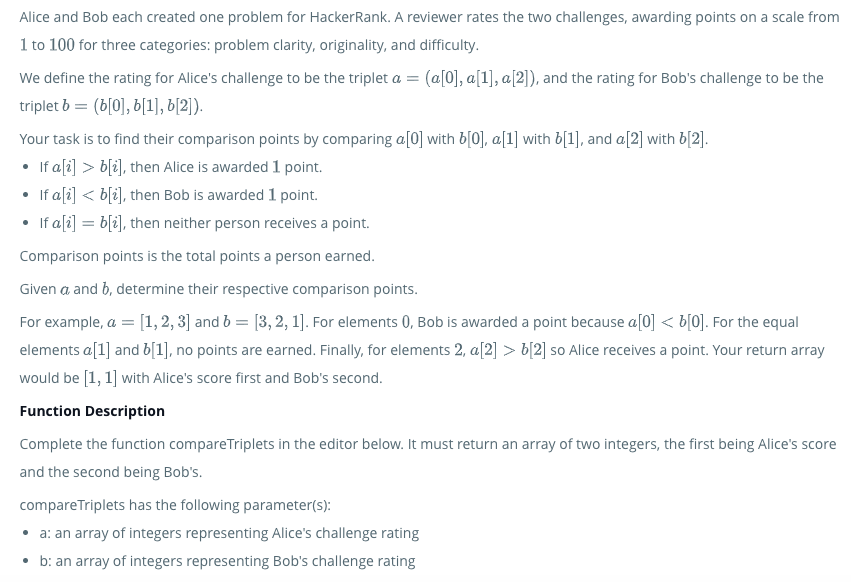 Alice and Bob each created one problem for HackerRank. A reviewer rates the two challenges, awarding points on a scale from
1 to 100 for three categories: problem clarity, originality, and difficulty.
We define the rating for Alice's challenge to be the triplet a = (a[0], a[1], a[2]), and the rating for Bob's challenge to be the
triplet b = (b[0], b[1], b[2]).
Your task is to find their comparison points by comparing a[0] with b[0], a[1] with b[1], and a[2] with b[2].
• If a[i] > b[i], then Alice is awarded 1 point.
• If a[i] < b[i], then Bob is awarded 1 point.
• If a[i] = b[i], then neither person receives a point.
Comparison points is the total points a person earned.
Given a and b, determine their respective comparison points.
For example, a = [1, 2, 3] and b = [3, 2, 1]. For elements 0, Bob is awarded a point because a[0] < b[0]. For the equal
elements a[1] and b[1], no points are earned. Finally, for elements 2, a[2] > b[2] so Alice receives a point. Your return array
would be [1, 1] with Alice's score first and Bob's second.
Function Description
Complete the function compareTriplets in the editor below. It must return an array of two integers, the first being Alice's score
and the second being Bob's.
compareTriplets has the following parameter(s):
• a: an array of integers representing Alice's challenge rating
• b: an array of integers representing Bob's challenge rating